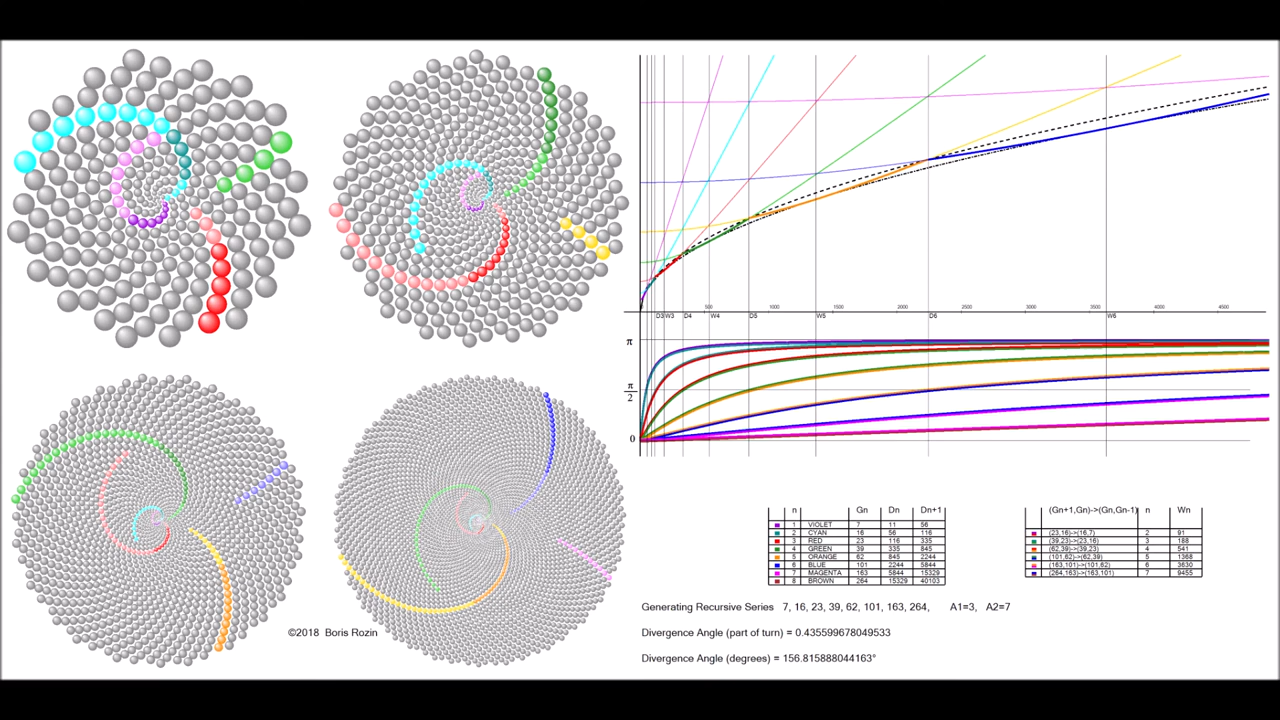 500 1000 1500 2000 2500 3000 3500 4000 4500
D3 W3 D4 W4 D5 W5 D6 W6
π
π
2
0
n Gn Dn Dn+1
1 VIOLET 7 11 56
2 CYAN 16 56 116
3 RED 23 116 335
4 GREEN 39 335 845
5 ORANGE 62 845 2244
6 BLUE 101 2244 5844
7 MAGENTA 163 5844 15329
8 BROWN 264 15329 40103
(Gn+1,Gn)->(Gn,Gn-1) n Wn
(23,16)->(16,7) 2 91
(39,23)->(23,16) 3 188
(62,39)->(39,23) 4 541
(101,62)->(62,39) 5 1368
(163,101)->(101,62) 6 3630
(264,163)->(163,101) 7 9455
Generating Recursive Series 7, 16, 23, 39, 62, 101, 163, 264, A1=3, A2=7
©2018 Boris Rozin
Divergence Angle (part of turn) = 0.435599678049533
Divergence Angle (degrees) = 156.815888044163°